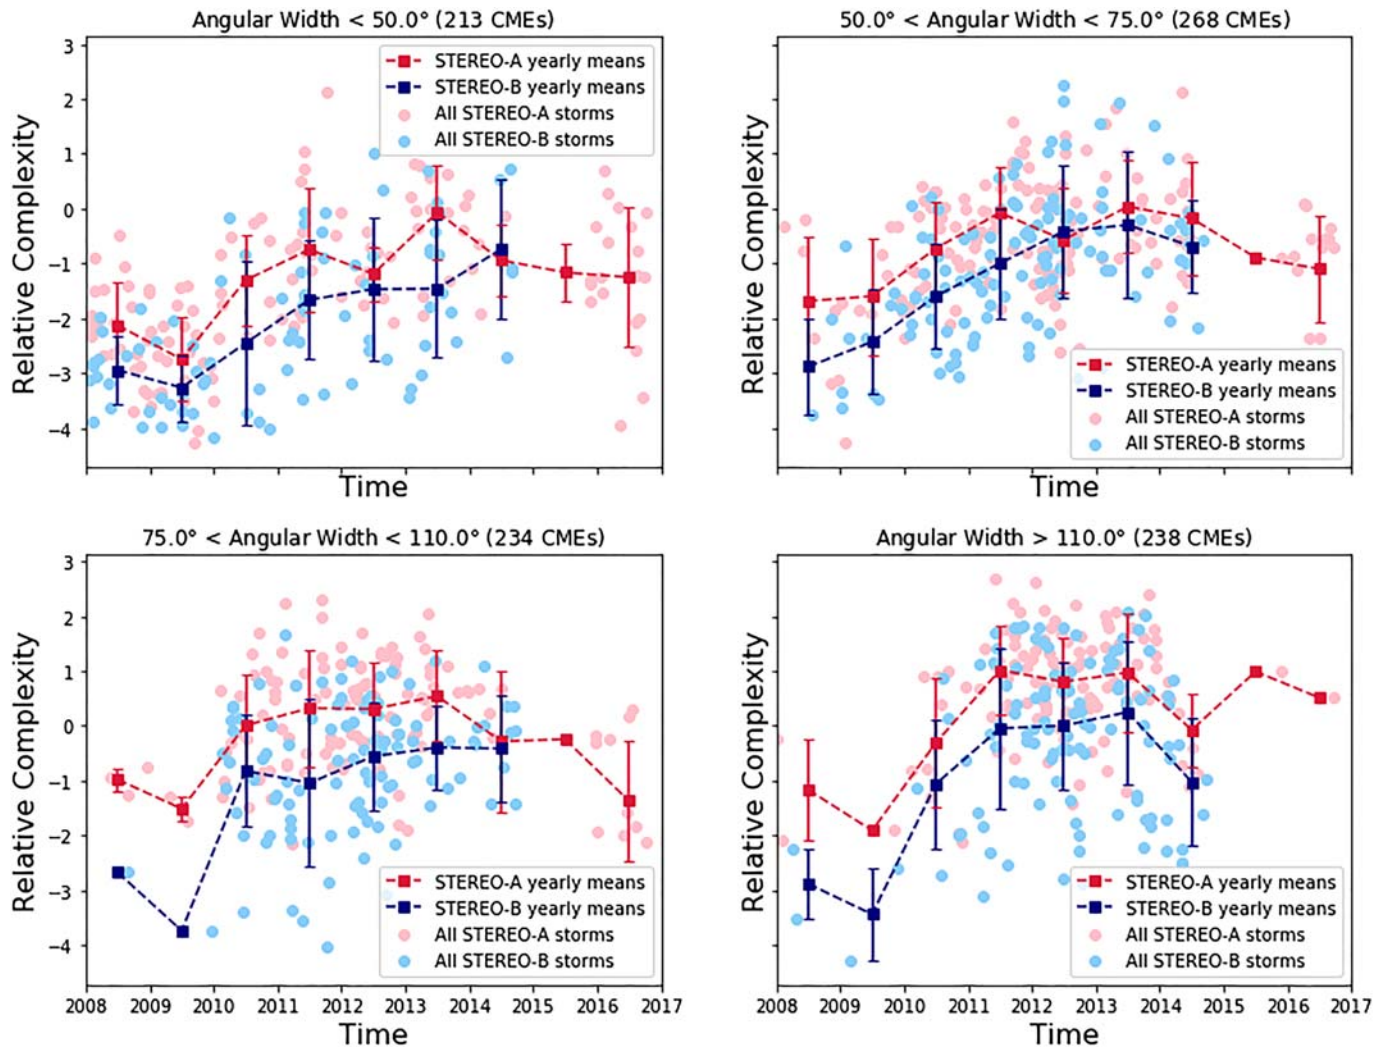 Angular Width < 50.0° (213 CMEs)
3
2
1
0
−1
−2
−3
−4
Relative Complexity
Time
STEREO-A yearly means
STEREO-B yearly means
All STEREO-A storms
All STEREO-B storms
50.0° < Angular Width < 75.0° (268 CMEs)
Relative Complexity
Time
STEREO-A yearly means
STEREO-B yearly means
All STEREO-A storms
All STEREO-B storms
75.0° < Angular Width < 110.0° (234 CMEs)
3
2
1
0
−1
−2
−3
−4
Relative Complexity
STEREO-A yearly means
STEREO-B yearly means
All STEREO-A storms
All STEREO-B storms
2008 2009 2010 2011 2012 2013 2014 2015 2016 2017
Time
Angular Width > 110.0° (238 CMEs)
Relative Complexity
STEREO-A yearly means
STEREO-B yearly means
All STEREO-A storms
All STEREO-B storms
2008 2009 2010 2011 2012 2013 2014 2015 2016 2017
Time